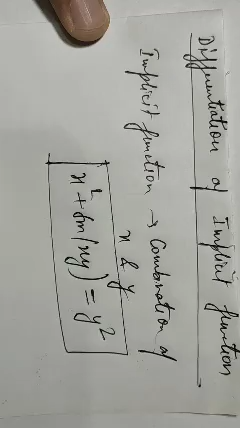 Differentiation of Implicit function
Implicit function → Combination of
x & y
x² + sin(xy) = y²